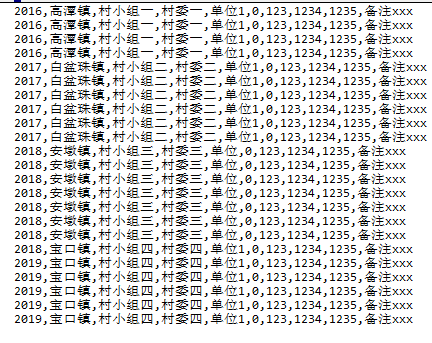 2016,高潭镇,村小组一,村委一,单位1,0,123,1234,1235,备注xxx
2016,高潭镇,村小组一,村委一,单位1,0,123,1234,1235,备注xxx
2016,高潭镇,村小组一,村委一,单位1,0,123,1234,1235,备注xxx
2016,高潭镇,村小组一,村委一,单位1,0,123,1234,1235,备注xxx
2017,白盆珠镇,村小组二,村委二,单位1,0,123,1234,1235,备注xxx
2017,白盆珠镇,村小组二,村委二,单位1,0,123,1234,1235,备注xxx
2017,白盆珠镇,村小组二,村委二,单位1,0,123,1234,1235,备注xxx
2017,白盆珠镇,村小组二,村委二,单位1,0,123,1234,1235,备注xxx
2017,白盆珠镇,村小组二,村委二,单位1,0,123,1234,1235,备注xxx
2017,白盆珠镇,村小组二,村委二,单位1,0,123,1234,1235,备注xxx
2018,安墩镇,村小组三,村委三,单位,0,123,1234,1235,备注xxx
2018,安墩镇,村小组三,村委三,单位,0,123,1234,1235,备注xxx
2018,安墩镇,村小组三,村委三,单位,0,123,1234,1235,备注xxx
2018,安墩镇,村小组三,村委三,单位,0,123,1234,1235,备注xxx
2018,安墩镇,村小组三,村委三,单位,0,123,1234,1235,备注xxx
2018,安墩镇,村小组三,村委三,单位,0,123,1234,1235,备注xxx
2018,安墩镇,村小组三,村委三,单位,0,123,1234,1235,备注xxx
2018,宝口镇,村小组四,村委四,单位1,0,123,1234,1235,备注xxx
2019,宝口镇,村小组四,村委四,单位1,0,123,1234,1235,备注xxx
2019,宝口镇,村小组四,村委四,单位1,0,123,1234,1235,备注xxx
2019,宝口镇,村小组四,村委四,单位1,0,123,1234,1235,备注xxx
2019,宝口镇,村小组四,村委四,单位1,0,123,1234,1235,备注xxx
2019,宝口镇,村小组四,村委四,单位1,0,123,1234,1235,备注xxx